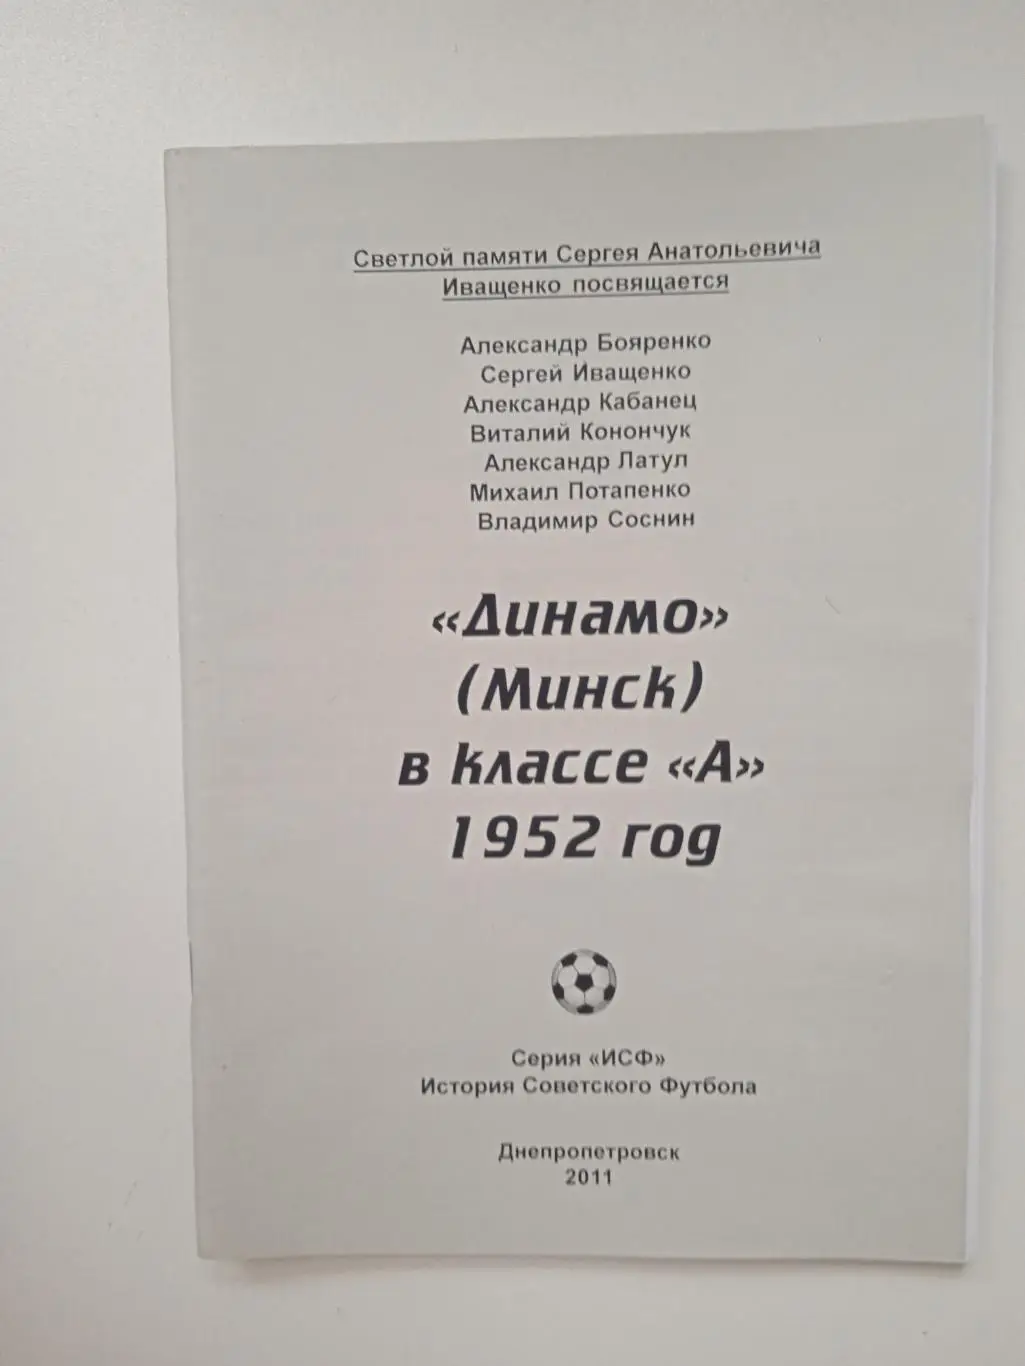 Светлой памяти Сергея Анатольевича
Иващенко посвящается
Александр Бояренко
Сергей Иващенко
Александр Кабанец
Виталий Конончук
Александр Латул
Михаил Потапенко
Владимир Соснин
«Динамо»
(Минск)
в классе «А»
1952 год
Серия «ИСФ»
История Советского Футбола
Днепропетровск
2011